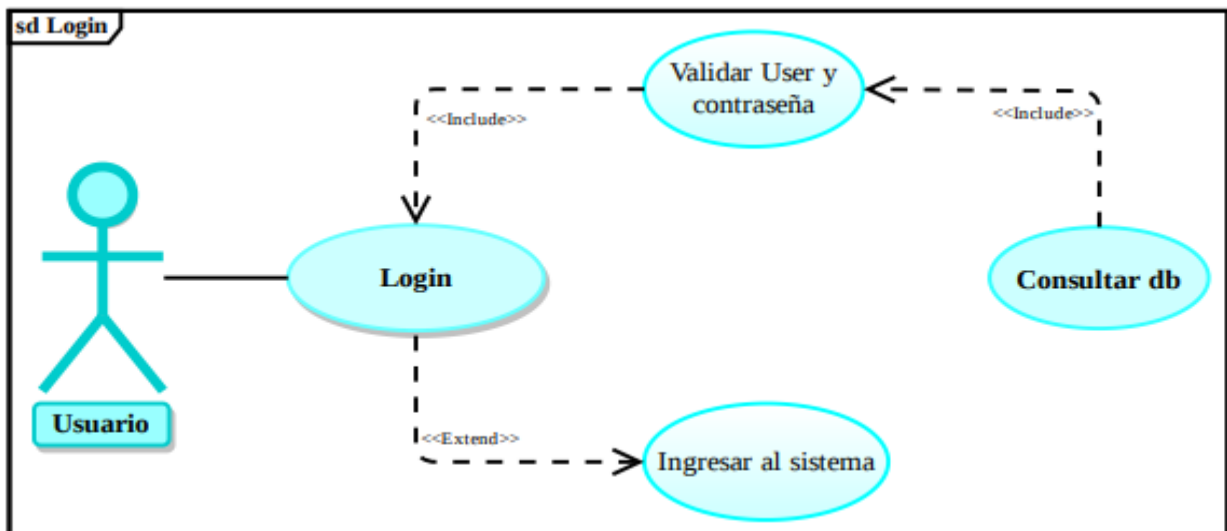 sd Login
Validar User y
contraseña
<<Include>>
<<Include>>
Login
Consultar db
Usuario
<<Extend>>
Ingresar al sistema